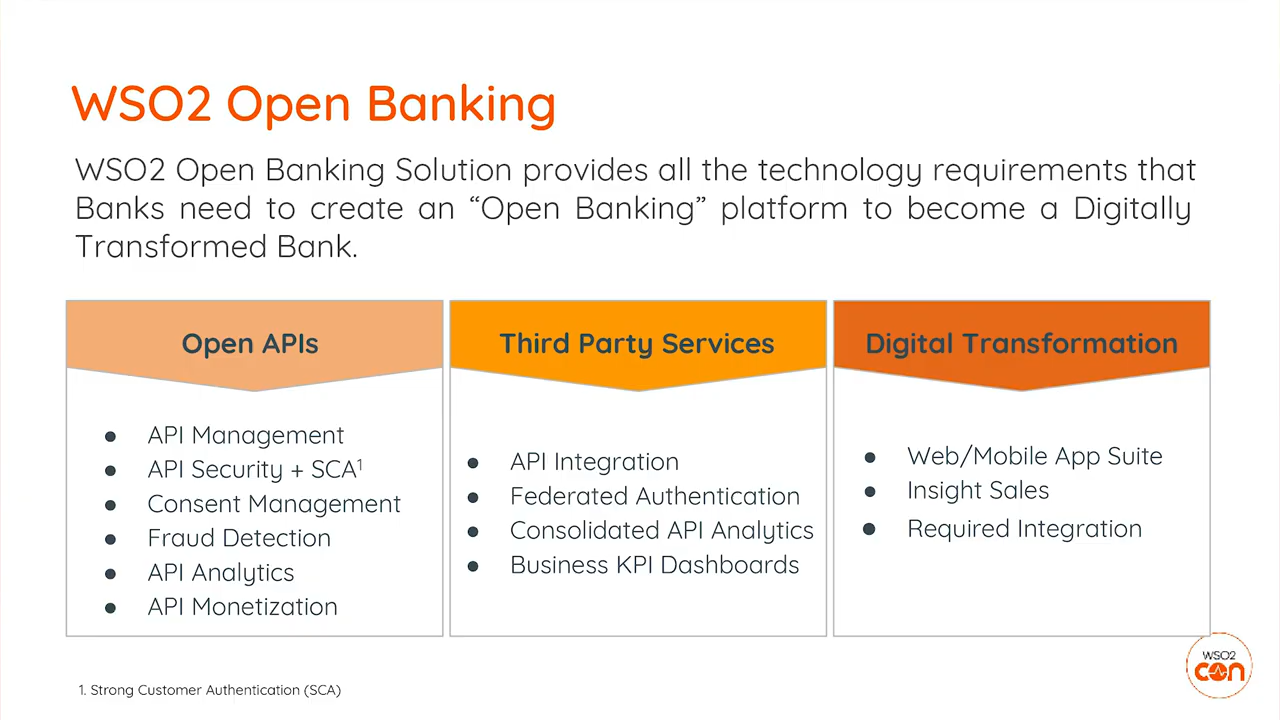 WSO2 Open Banking
WSO2 Open Banking Solution provides all the technology requirements that
Banks need to create an “Open Banking” platform to become a Digitally
Transformed Bank.
Open APIs
● API Management
● API Security + SCA¹
● Consent Management
● Fraud Detection
● API Analytics
● API Monetization
Third Party Services
● API Integration
● Federated Authentication
● Consolidated API Analytics
● Business KPI Dashboards
Digital Transformation
● Web/Mobile App Suite
● Insight Sales
● Required Integration
1. Strong Customer Authentication (SCA)
WSO2
con